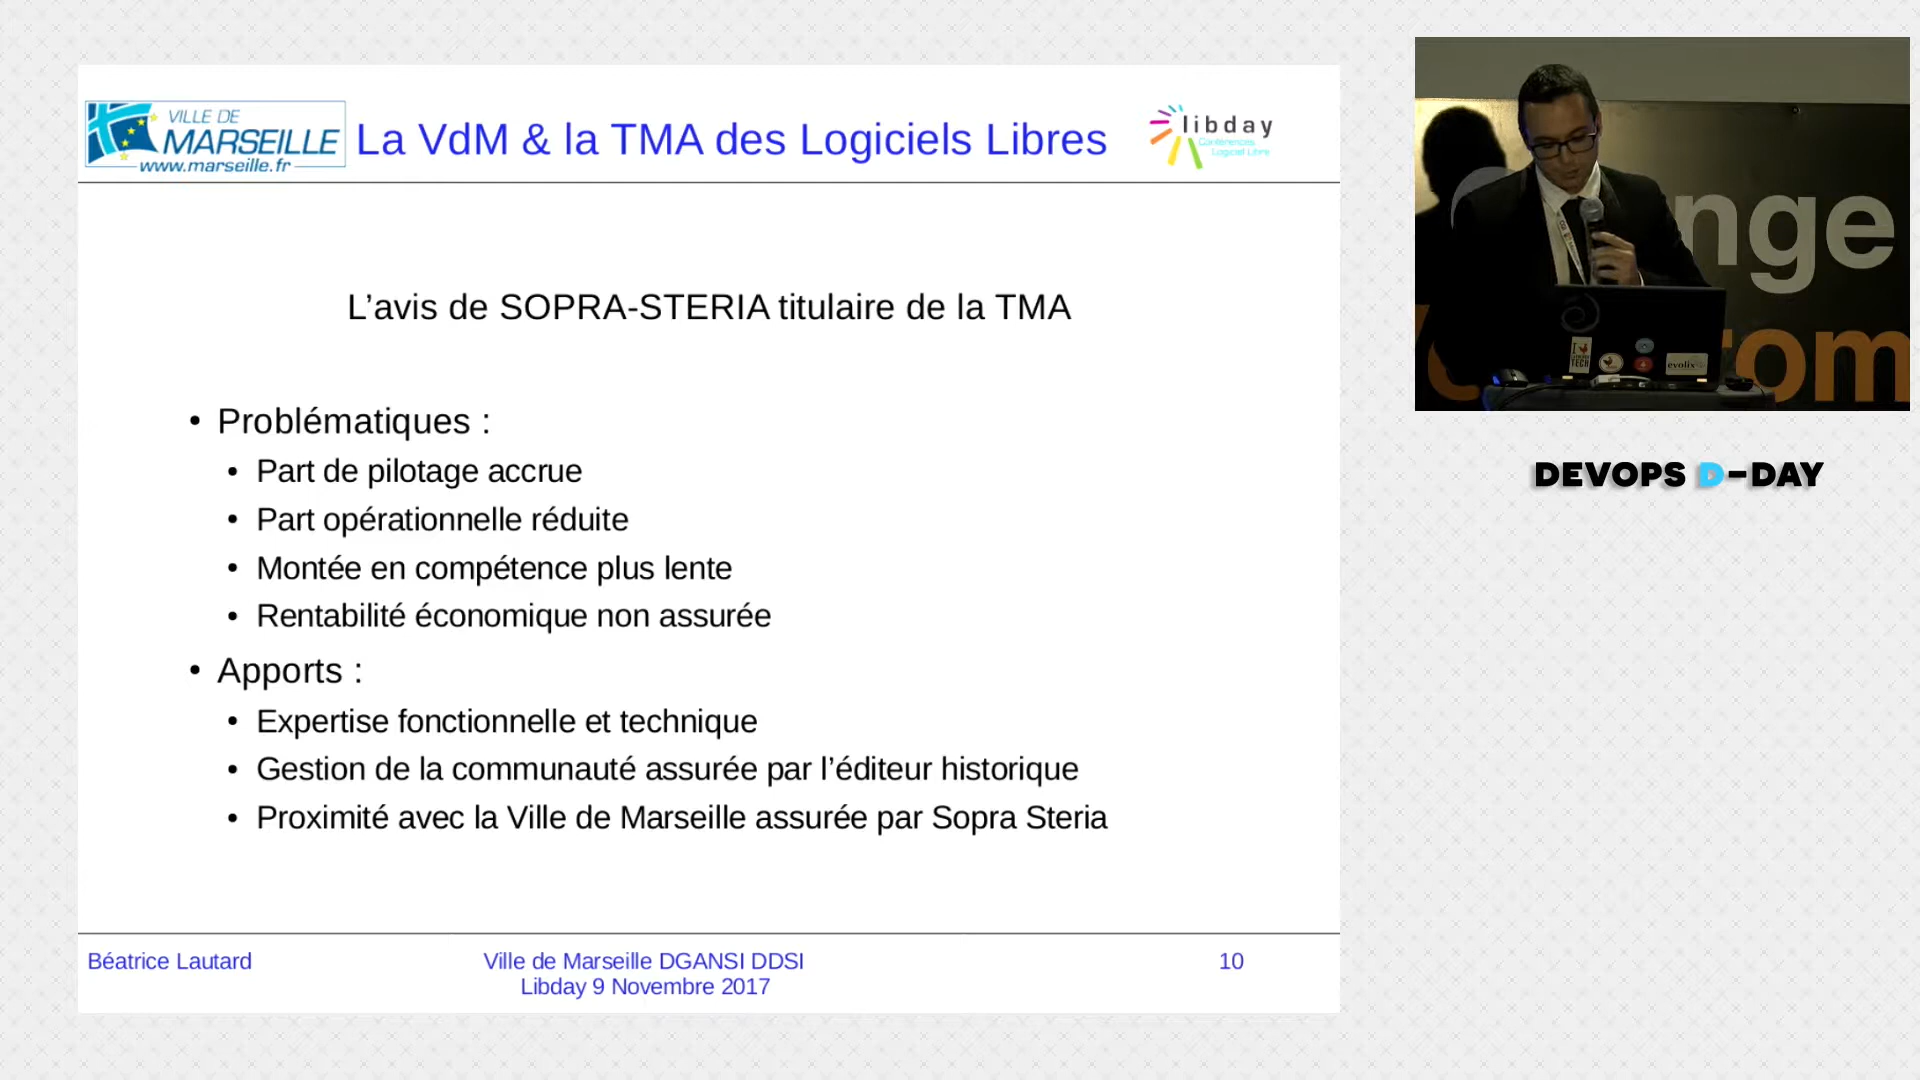 VILLE DE
MARSEILLE
www.marseille.fr
La VdM & la TMA des Logiciels Libres
libday
Conférences
Logiciel Libre
L’avis de SOPRA-STERIA titulaire de la TMA
• Problématiques :
• Part de pilotage accrue
• Part opérationnelle réduite
• Montée en compétence plus lente
• Rentabilité économique non assurée
• Apports :
• Expertise fonctionnelle et technique
• Gestion de la communauté assurée par l’éditeur historique
• Proximité avec la Ville de Marseille assurée par Sopra Steria
Béatrice Lautard
Ville de Marseille DGANSI DDSI
Libday 9 Novembre 2017
10
nge
rom
I
TECH
evolix
DEVOPS D-DAY